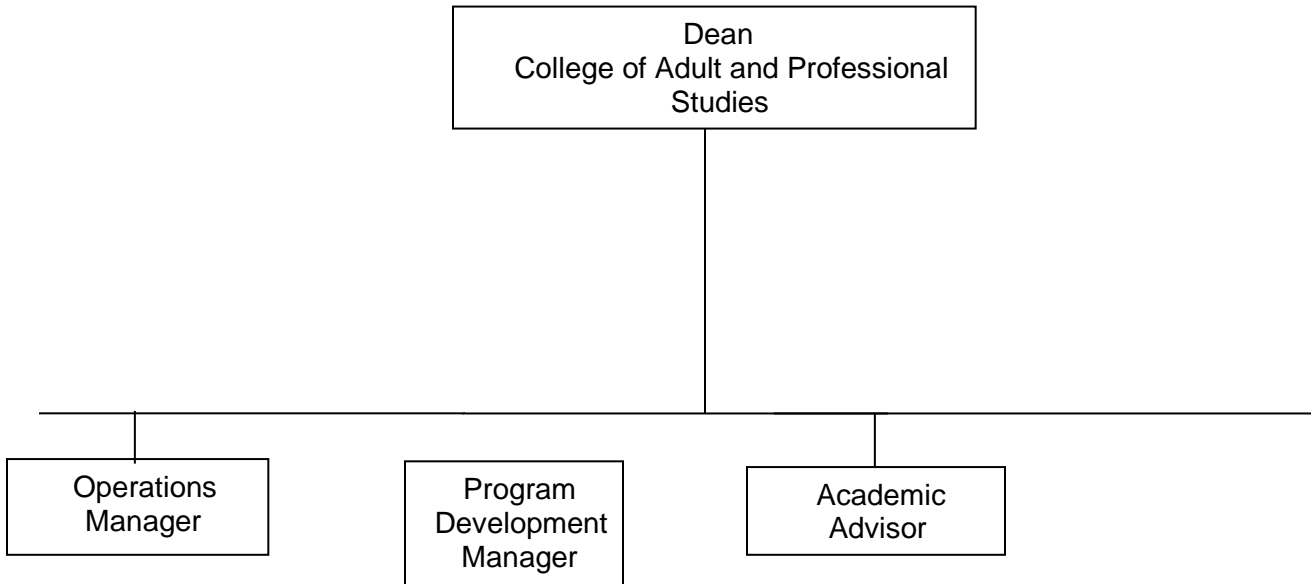 Dean
College of Adult and Professional
Studies
Operations
Manager
Program
Development
Manager
Academic
Advisor